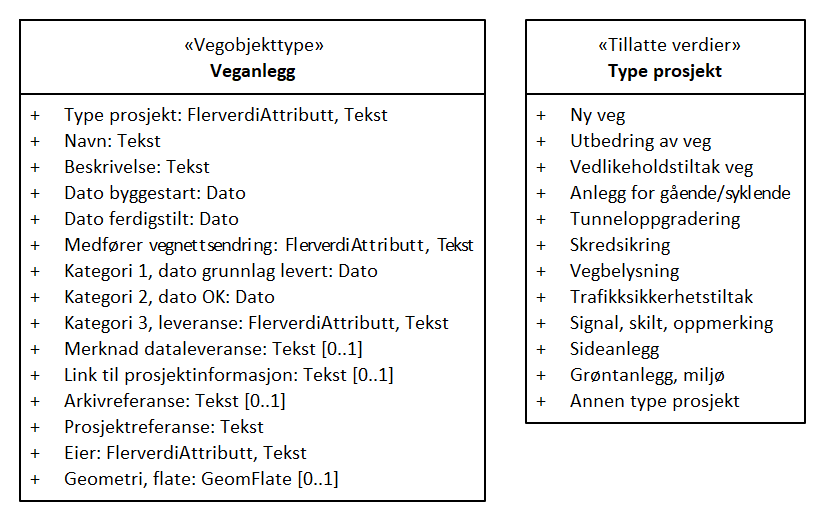 «Vegobjekttype»
Veganlegg
+ Type prosjekt: FlerverdiAttributt, Tekst
+ Navn: Tekst
+ Beskrivelse: Tekst
+ Dato byggestart: Dato
+ Dato ferdigstilt: Dato
+ Medfører vegnettsendring: FlerverdiAttributt, Tekst
+ Kategori 1, dato grunnlag levert: Dato
+ Kategori 2, dato OK: Dato
+ Kategori 3, leveranse: FlerverdiAttributt, Tekst
+ Merknad dataleveranse: Tekst [0..1]
+ Link til prosjektinformasjon: Tekst [0..1]
+ Arkivreferanse: Tekst [0..1]
+ Prosjektreferanse: Tekst
+ Eier: FlerverdiAttributt, Tekst
+ Geometri, flate: GeomFlate [0..1]
«Tillatte verdier»
Type prosjekt
+ Ny veg
+ Utbedring av veg
+ Vedlikeholdstiltak veg
+ Anlegg for gående/syklende
+ Tunneloppgradering
+ Skredsikring
+ Vegbelysning
+ Trafikksikkerhetstiltak
+ Signal, skilt, oppmerking
+ Sideanlegg
+ Grøntanlegg, miljø
+ Annen type prosjekt